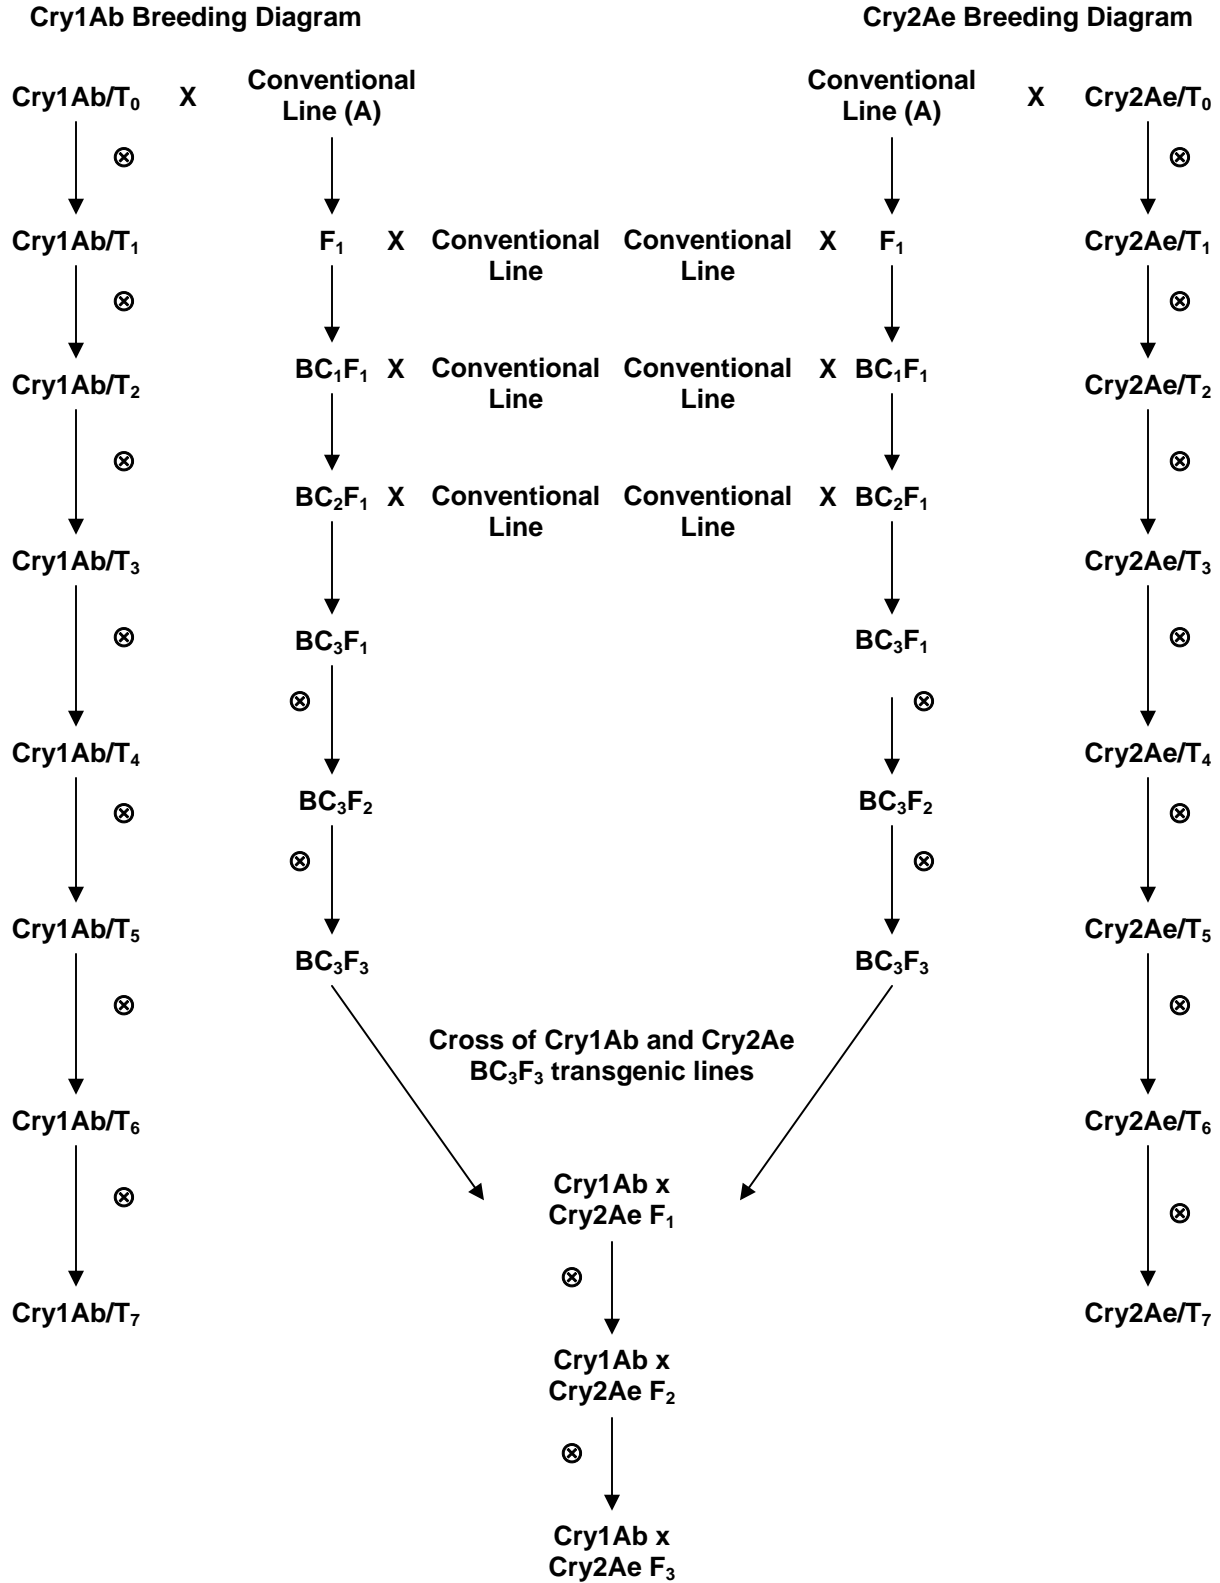 Cry1Ab Breeding Diagram Cry2Ae Breeding Diagram
Cry1Ab/T₀ X Conventional Line (A) Conventional Line (A) X Cry2Ae/T₀
⊗ ⊗
Cry1Ab/T₁ F₁ X Conventional Line Conventional Line X F₁ Cry2Ae/T₁
⊗ ⊗
Cry1Ab/T₂ BC₁F₁ X Conventional Line Conventional Line X BC₁F₁ Cry2Ae/T₂
⊗ ⊗
BC₂F₁ X Conventional Line Conventional Line X BC₂F₁
Cry1Ab/T₃ Cry2Ae/T₃
⊗ BC₃F₁ BC₃F₁ ⊗
⊗ ⊗
Cry1Ab/T₄ Cry2Ae/T₄
⊗ BC₃F₂ BC₃F₂ ⊗
⊗ ⊗
Cry1Ab/T₅ Cry2Ae/T₅
BC₃F₃ BC₃F₃
⊗ ⊗
Cross of Cry1Ab and Cry2Ae
BC₃F₃ transgenic lines
Cry1Ab/T₆ Cry2Ae/T₆
⊗ ⊗
Cry1Ab x
Cry2Ae F₁
⊗
Cry1Ab/T₇ Cry2Ae/T₇
Cry1Ab x
Cry2Ae F₂
⊗
Cry1Ab x
Cry2Ae F₃